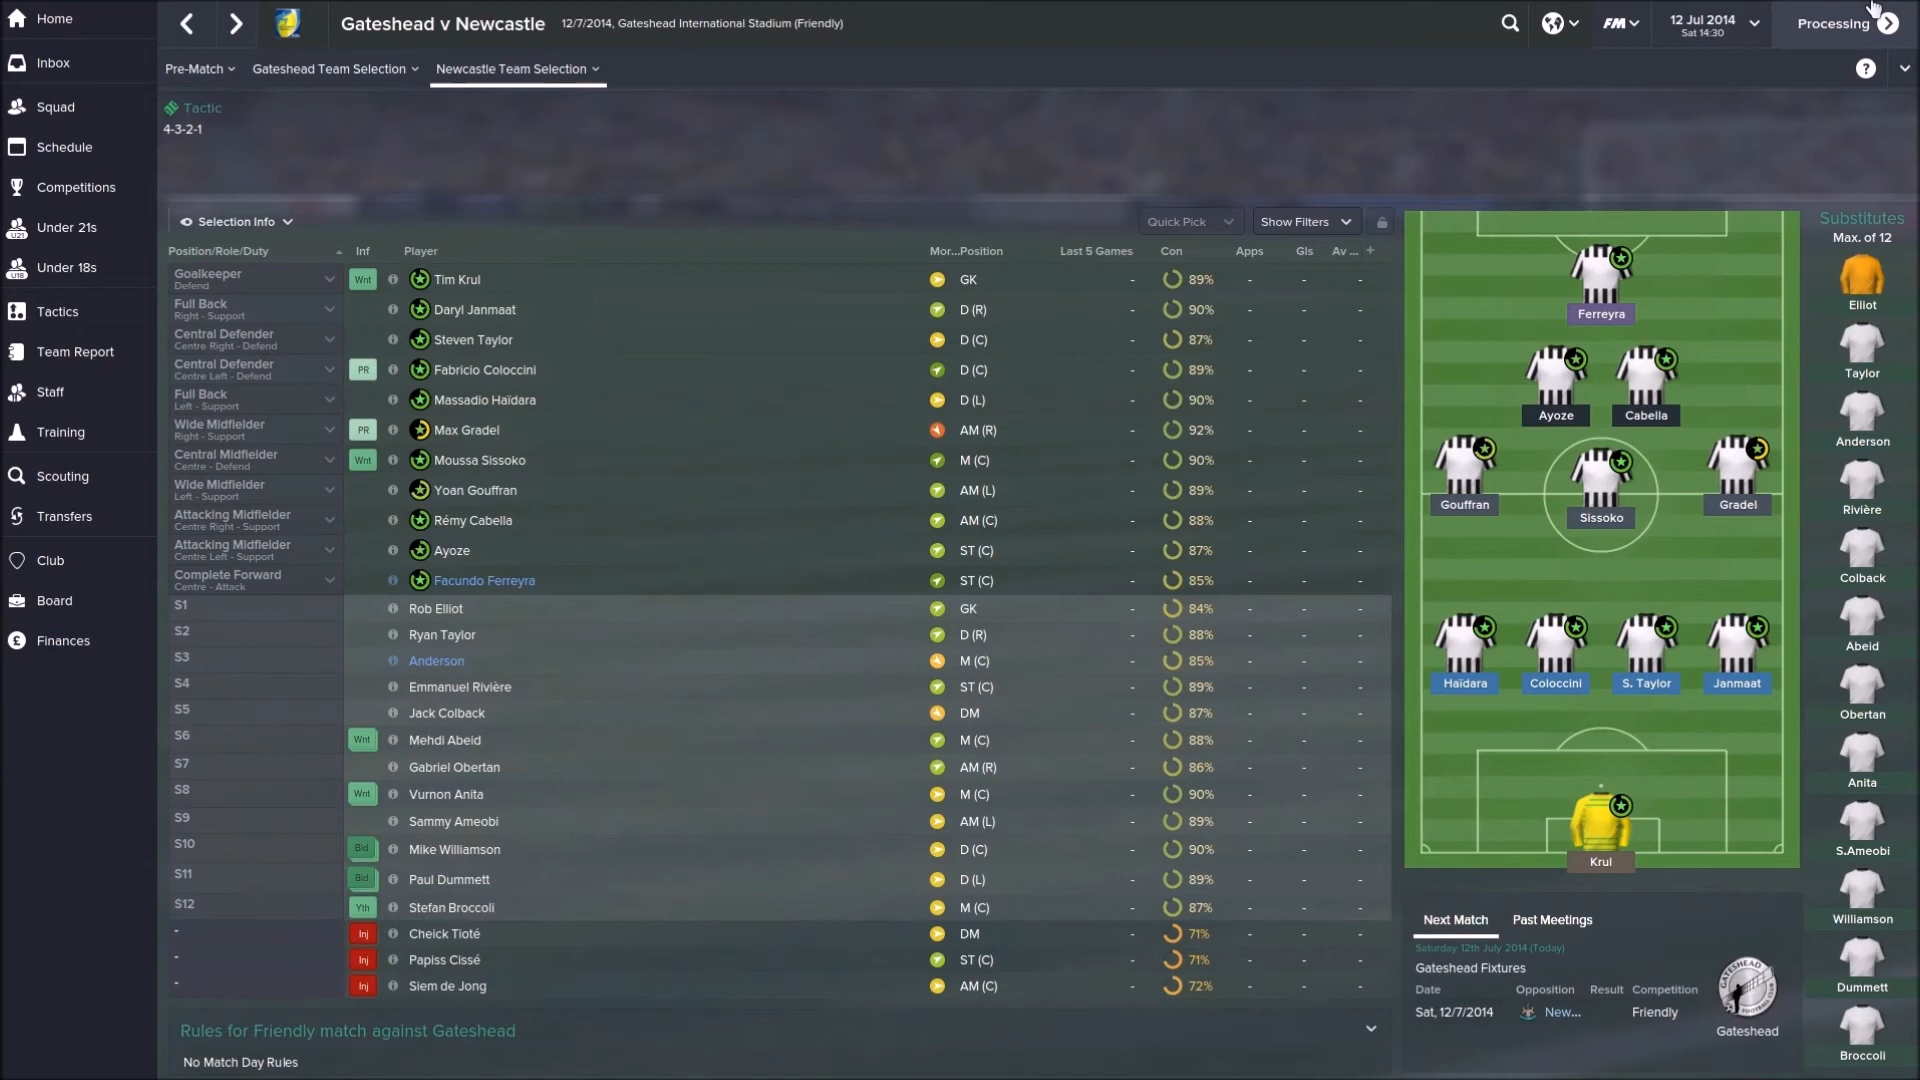 Home
Inbox
Squad
Schedule
Competitions
Under 21s
Under 18s
Tactics
Team Report
Staff
Training
Scouting
Transfers
Club
Board
Finances
Gateshead v Newcastle 12/7/2014, Gateshead International Stadium (Friendly)
FM
12 Jul 2014
Sat 14:30
Processing
Pre-Match Gateshead Team Selection Newcastle Team Selection ?
Tactic
4-3-2-1
Selection Info Quick Pick Show Filters
Position/Role/Duty Inf Player Mor... Position Last 5 Games Con Apps Gls Av ... +
Goalkeeper Defend Wnt Tim Krul GK - 89% - - -
Full Back Right - Support Daryl Janmaat D (R) - 90% - - -
Central Defender Centre Right - Defend Steven Taylor D (C) - 87% - - -
Central Defender Centre Left - Defend PR Fabricio Coloccini D (C) - 89% - - -
Full Back Left - Support Massadio Haïdara D (L) - 90% - - -
Wide Midfielder Right - Support PR Max Gradel AM (R) - 92% - - -
Central Midfielder Centre - Defend Wnt Moussa Sissoko M (C) - 90% - - -
Wide Midfielder Left - Support Yoan Gouffran AM (L) - 89% - - -
Attacking Midfielder Centre Right - Support Rémy Cabella AM (C) - 88% - - -
Attacking Midfielder Centre Left - Support Ayoze ST (C) - 87% - - -
Complete Forward Centre - Attack Facundo Ferreyra ST (C) - 85% - - -
S1 Rob Elliot GK - 84% - - -
S2 Ryan Taylor D (R) - 88% - - -
S3 Anderson M (C) - 85% - - -
S4 Emmanuel Rivière ST (C) - 89% - - -
S5 Jack Colback DM - 87% - - -
S6 Wnt Mehdi Abeid M (C) - 88% - - -
S7 Gabriel Obertan AM (R) - 86% - - -
S8 Wnt Vurnon Anita M (C) - 90% - - -
S9 Sammy Ameobi AM (L) - 89% - - -
S10 Bid Mike Williamson D (C) - 90% - - -
S11 Bid Paul Dummett D (L) - 89% - - -
S12 Yth Stefan Broccoli M (C) - 87% - - -
- Inj Cheick Tioté DM - 71% - - -
- Inj Papiss Cissé ST (C) - 71% - - -
- Inj Siem de Jong AM (C) - 72% - - -
Rules for Friendly match against Gateshead
No Match Day Rules
Ferreyra
Ayoze Cabella
Gouffran Sissoko Gradel
Haïdara Coloccini S. Taylor Janmaat
Krul
Substitutes
Max. of 12
Elliot
Taylor
Anderson
Rivière
Colback
Abeid
Obertan
Anita
S.Ameobi
Williamson
Dummett
Broccoli
Next Match Past Meetings
Saturday 12th July 2014 (Today)
Gateshead Fixtures
Date Opposition Result Competition
Sat, 12/7/2014 New... Friendly
GATESHEAD
Gateshead